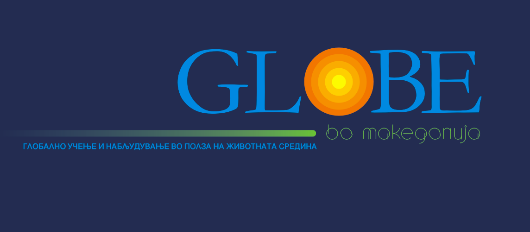 GLOBE
во македонија
ГЛОБАЛНО УЧЕЊЕ И НАБЉУДУВАЊЕ ВО ПОЛЗА НА ЖИВОТНАТА СРЕДИНА